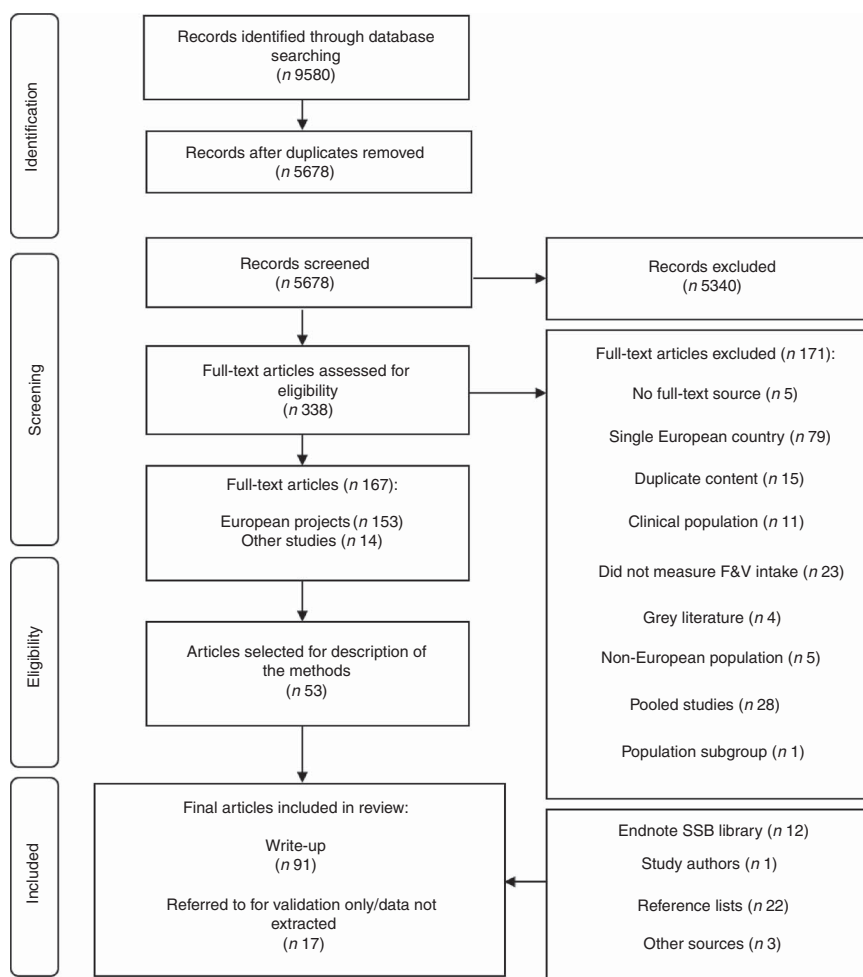 Identification
Records identified through database
searching
(n 9580)
Records after duplicates removed
(n 5678)
Screening
Records screened
(n 5678)
Records excluded
(n 5340)
Full-text articles assessed for
eligibility
(n 338)
Full-text articles excluded (n 171):
No full-text source (n 5)
Single European country (n 79)
Duplicate content (n 15)
Clinical population (n 11)
Did not measure F&V intake (n 23)
Grey literature (n 4)
Non-European population (n 5)
Pooled studies (n 28)
Population subgroup (n 1)
Full-text articles (n 167):
European projects (n 153)
Other studies (n 14)
Eligibility
Articles selected for description of
the methods
(n 53)
Included
Final articles included in review:
Write-up
(n 91)
Referred to for validation only/data not
extracted
(n 17)
Endnote SSB library (n 12)
Study authors (n 1)
Reference lists (n 22)
Other sources (n 3)